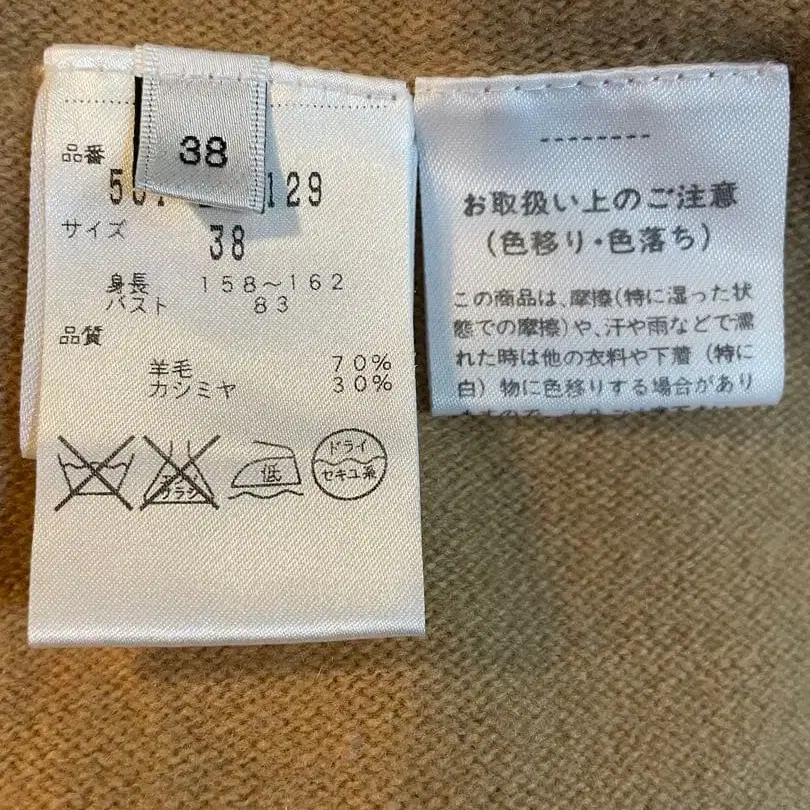 38
品番
129
サイズ
38
身長 158～162
バスト 83
品質
羊毛 70%
カシミヤ 30%
低
ドライ
セキユ系
お取扱い上のご注意
（色移り・色落ち）
この商品は、摩擦（特に湿った状
態での摩擦）や、汗や雨などで濡
れた時は他の衣料や下着（特に
白）物に色移りする場合があり